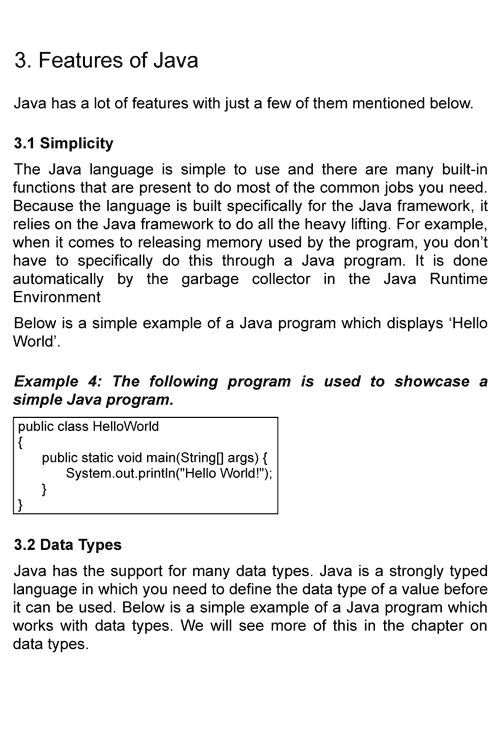 3. Features of Java
Java has a lot of features with just a few of them mentioned below.
3.1 Simplicity
The Java language is simple to use and there are many built-in
functions that are present to do most of the common jobs you need.
Because the language is built specifically for the Java framework, it
relies on the Java framework to do all the heavy lifting. For example,
when it comes to releasing memory used by the program, you don’t
have to specifically do this through a Java program. It is done
automatically by the garbage collector in the Java Runtime
Environment
Below is a simple example of a Java program which displays ‘Hello
World’.
Example 4: The following program is used to showcase a
simple Java program.
public class HelloWorld
{
public static void main(String[] args) {
System.out.println("Hello World!");
}
}
3.2 Data Types
Java has the support for many data types. Java is a strongly typed
language in which you need to define the data type of a value before
it can be used. Below is a simple example of a Java program which
works with data types. We will see more of this in the chapter on
data types.